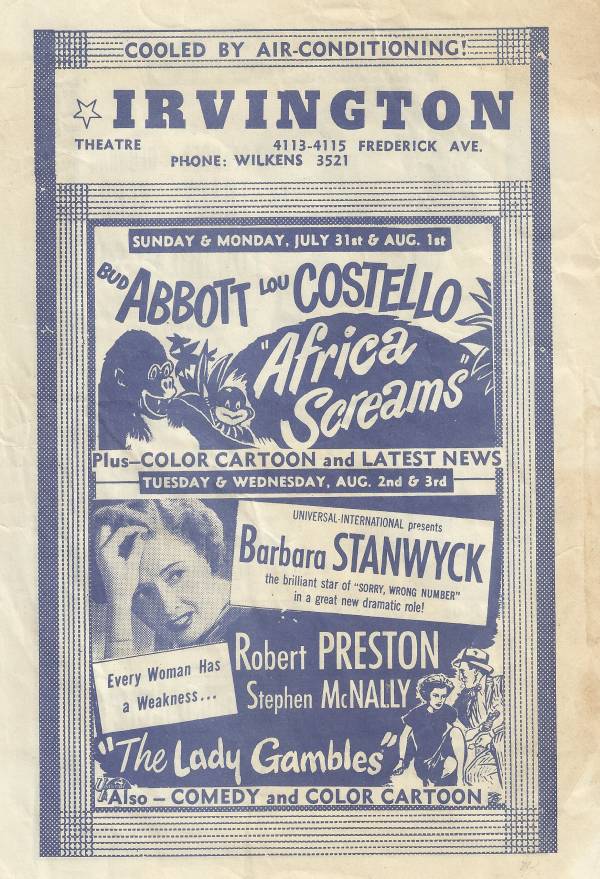 COOLED BY AIR-CONDITIONING!
IRVINGTON
THEATRE 4113-4115 FREDERICK AVE.
PHONE: WILKENS 3521
SUNDAY & MONDAY, JULY 31st & AUG. 1st
BUD ABBOTT LOU COSTELLO
"Africa
Screams"
Plus—COLOR CARTOON and LATEST NEWS
TUESDAY & WEDNESDAY, AUG. 2nd & 3rd
UNIVERSAL-INTERNATIONAL presents
Barbara STANWYCK
the brilliant star of "SORRY, WRONG NUMBER"
in a great new dramatic role!
Robert PRESTON
Stephen McNALLY
Every Woman Has
a Weakness...
"The Lady Gambles"
Also — COMEDY and COLOR CARTOON